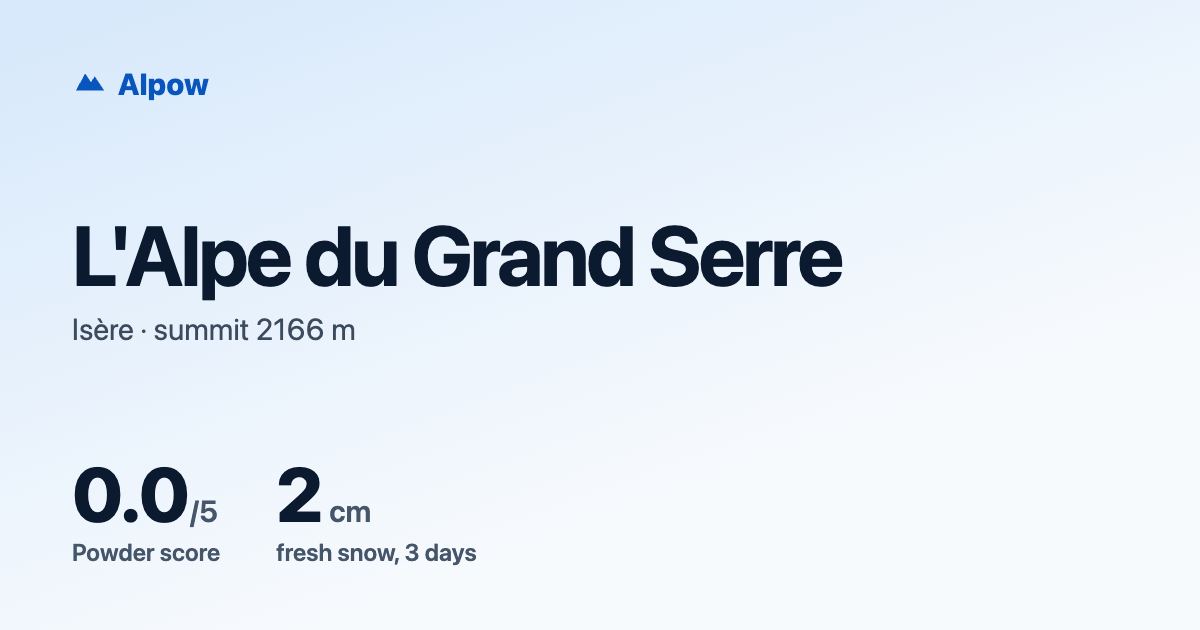 Alpow
L'Alpe du Grand Serre
Isère · summit 2166 m
0.0/5 2 cm
Powder score fresh snow, 3 days